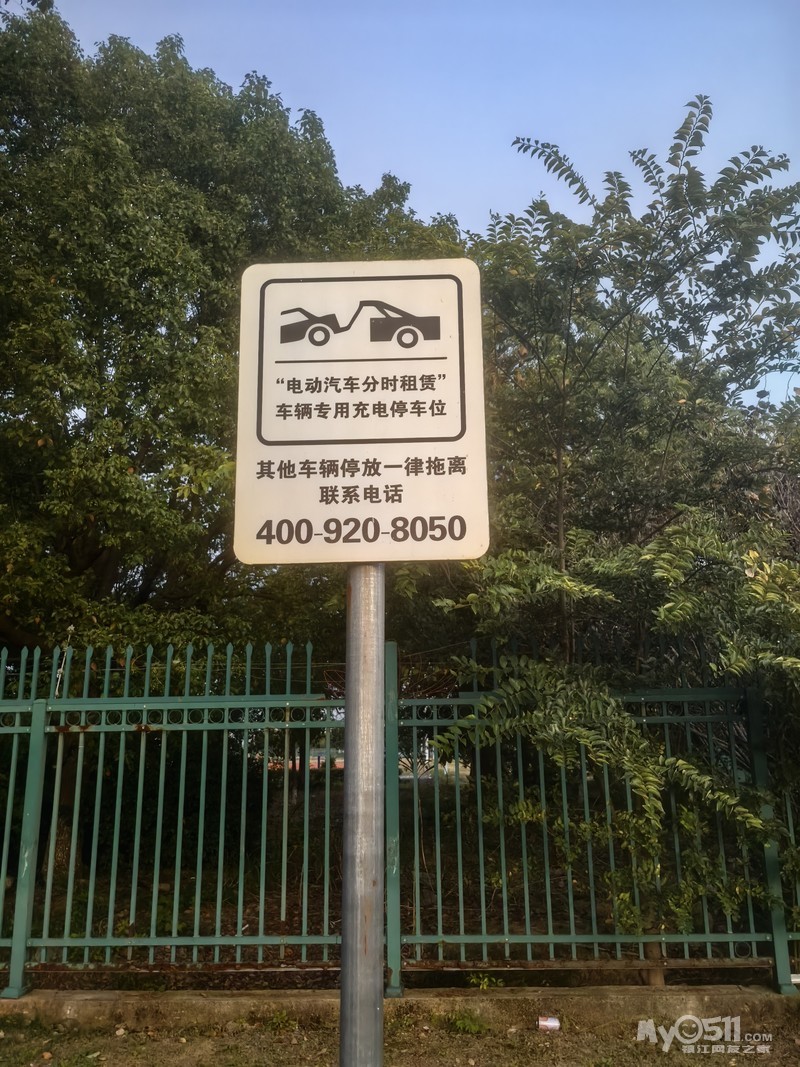 “电动汽车分时租赁”
车辆专用充电停车位
其他车辆停放一律拖离
联系电话
400-920-8050
MyO511.COM
镇江网友之家